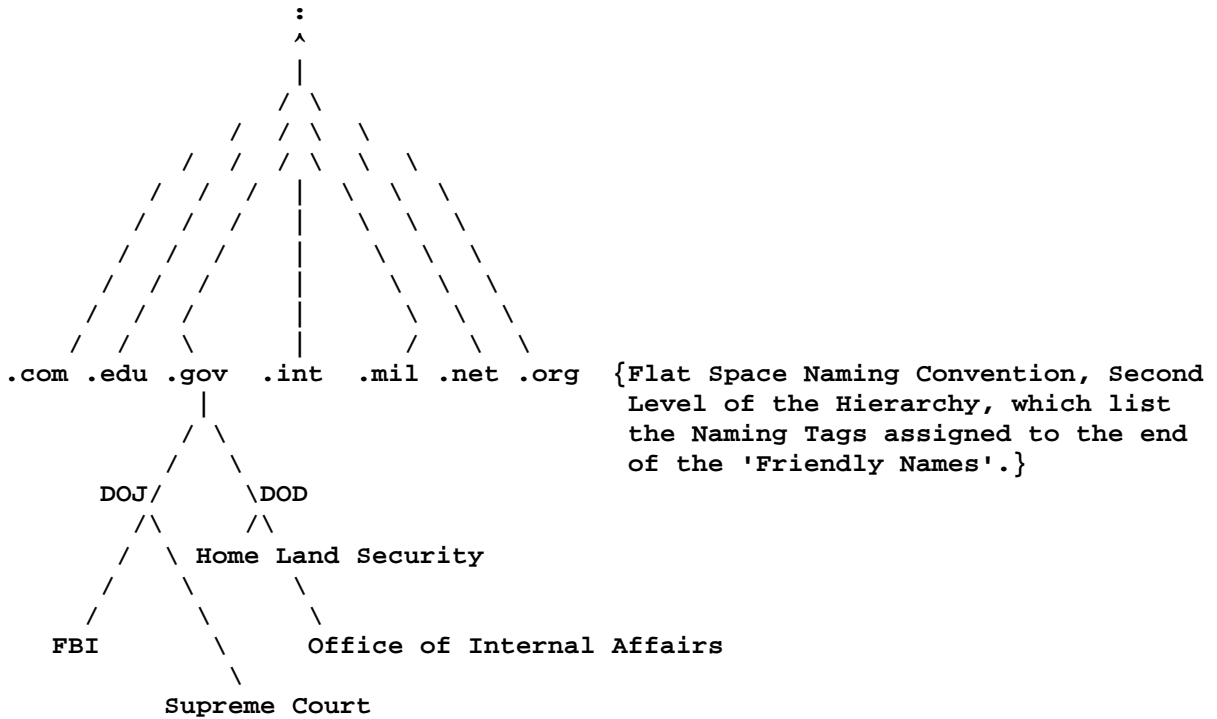 :
.com .edu .gov .int .mil .net .org {Flat Space Naming Convention, Second
Level of the Hierarchy, which list
the Naming Tags assigned to the end
of the 'Friendly Names'.}
DOJ DOD
Home Land Security
FBI Office of Internal Affairs
Supreme Court